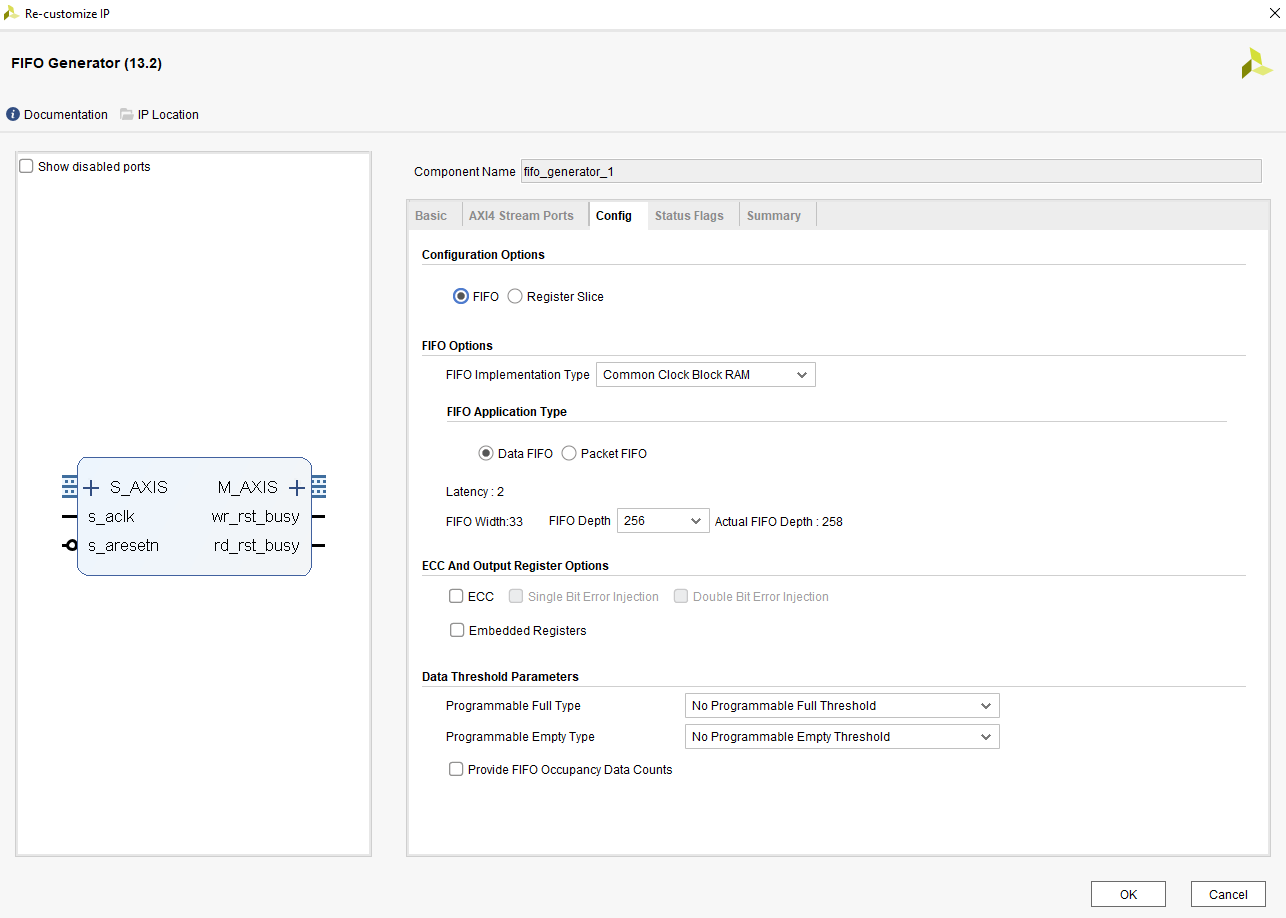 Re-customize IP
FIFO Generator (13.2)
Documentation IP Location
Show disabled ports
S_AXIS M_AXIS
s_aclk wr_rst_busy
s_aresetn rd_rst_busy
Component Name fifo_generator_1
Basic AXI4 Stream Ports Config Status Flags Summary
Configuration Options
FIFO Register Slice
FIFO Options
FIFO Implementation Type Common Clock Block RAM
FIFO Application Type
Data FIFO Packet FIFO
Latency : 2
FIFO Width:33 FIFO Depth 256 Actual FIFO Depth : 258
ECC And Output Register Options
ECC Single Bit Error Injection Double Bit Error Injection
Embedded Registers
Data Threshold Parameters
Programmable Full Type No Programmable Full Threshold
Programmable Empty Type No Programmable Empty Threshold
Provide FIFO Occupancy Data Counts
OK Cancel